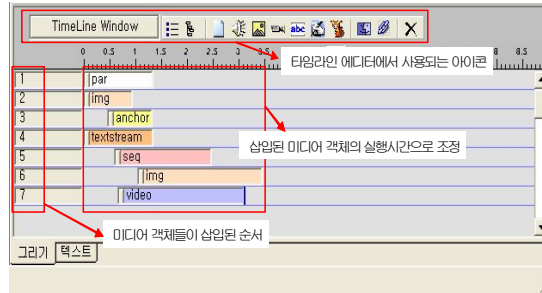 TimeLine Window
abc
0 0.5 1 1.5 2 2.5 3 3.5 8 8.5
타임라인 에디터에서 사용되는 아이콘
1 par
2 img
3 anchor
4 textstream
삽입된 미디어 객체의 실행시간으로 조정
5 seq
6 img
7 video
미디어 객체들이 삽입된 순서
그리기 텍스트